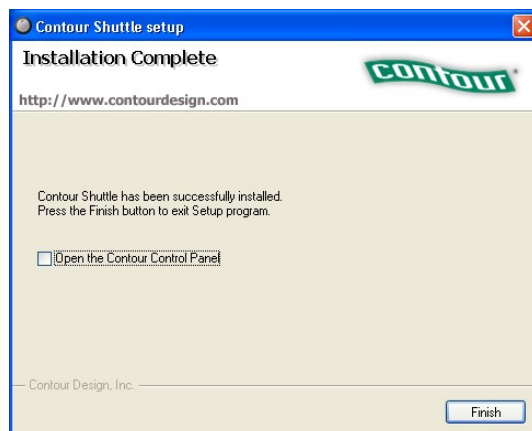 Contour Shuttle setup
Installation Complete
contour
http://www.contourdesign.com
Contour Shuttle has been successfully installed.
Press the Finish button to exit Setup program.
Open the Contour Control Panel
Contour Design, Inc.
Finish